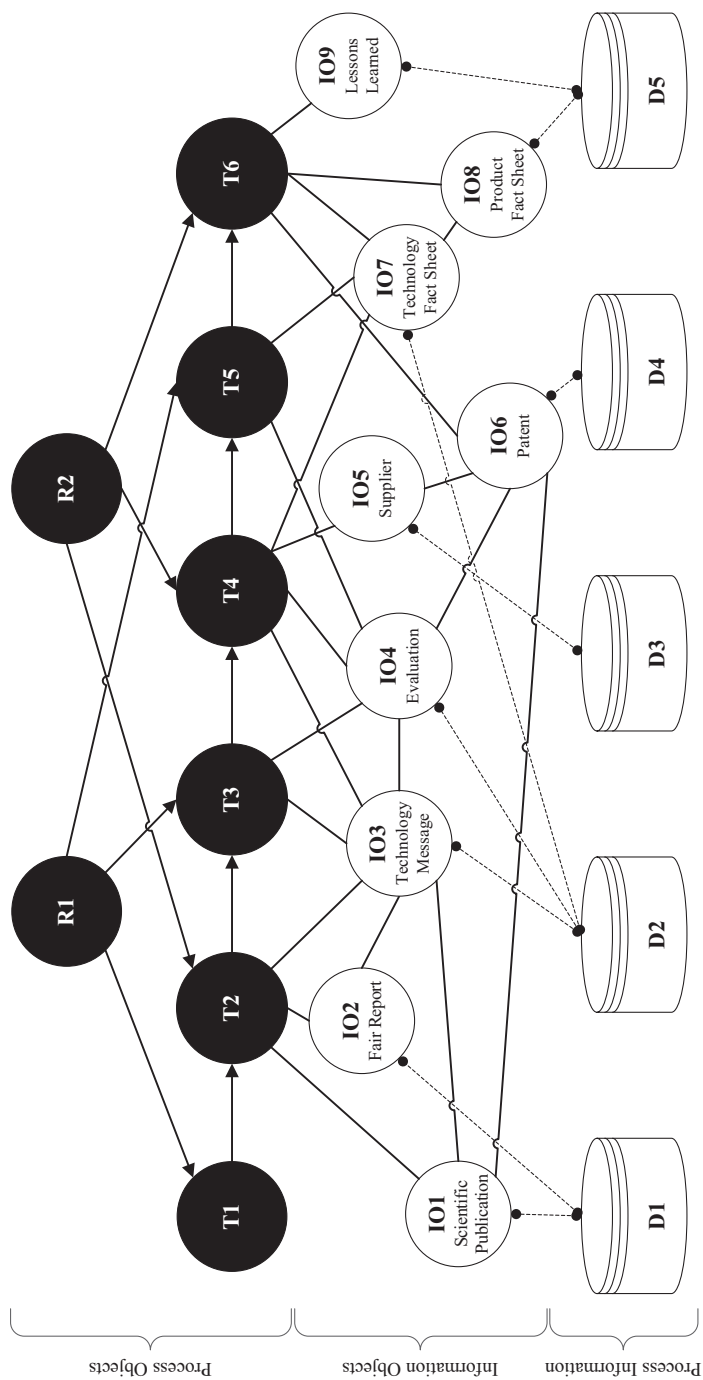 Process Objects
Information Objects
Process Information
R1
R2
T1
T2
T3
T4
T5
T6
IO1
Scientific
Publication
IO2
Fair Report
IO3
Technology
Message
IO4
Evaluation
IO5
Supplier
IO6
Patent
IO7
Technology
Fact Sheet
IO8
Product
Fact Sheet
IO9
Lessons
Learned
D1
D2
D3
D4
D5